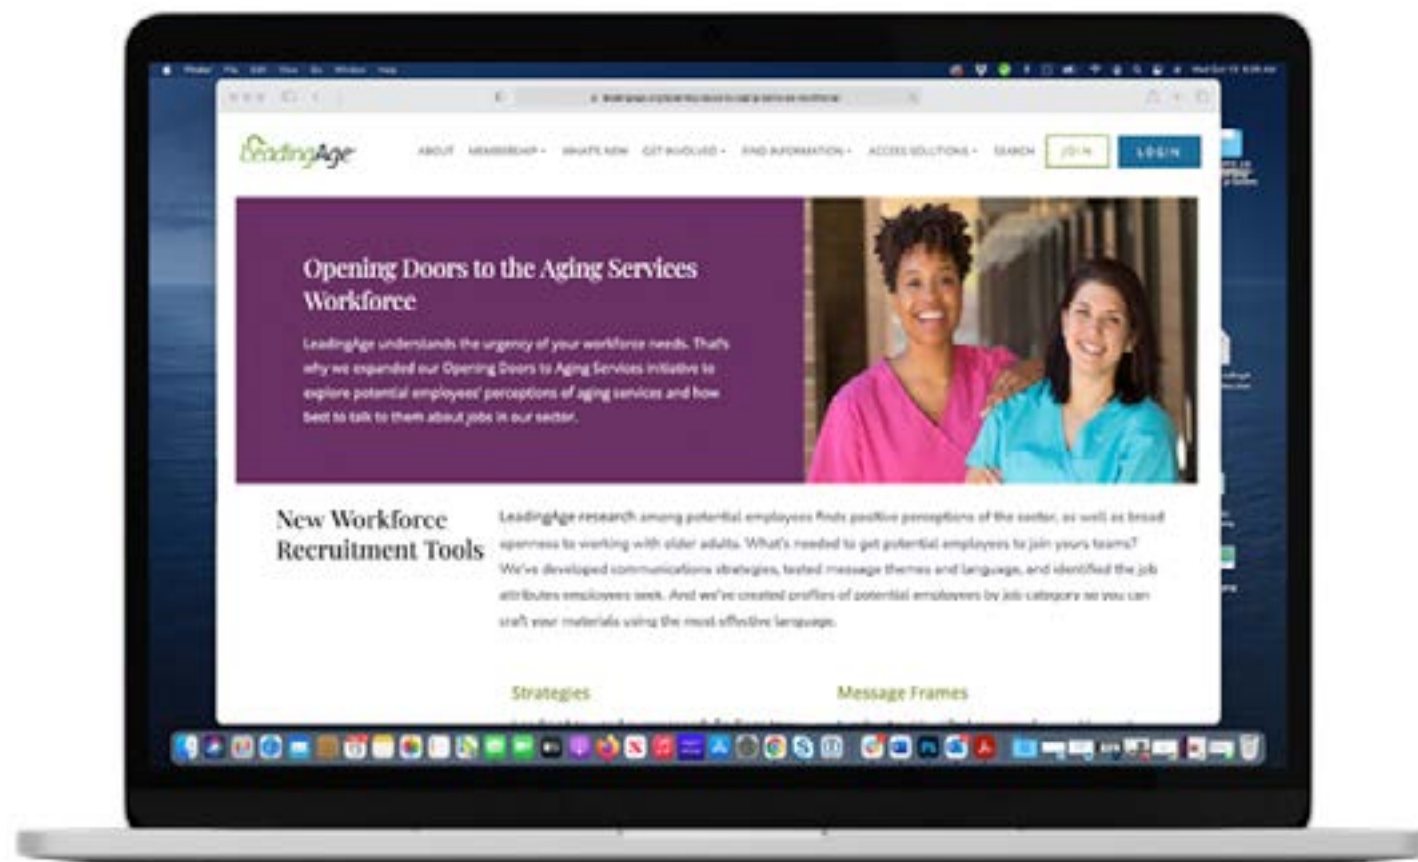 LeadingAge
ABOUT MEMBERSHIP WHAT'S NEW GET INVOLVED FIND INFORMATION ACCESS SOLUTIONS SEARCH JOIN LOGIN
Opening Doors to the Aging Services
Workforce
LeadingAge understands the urgency of your workforce needs. That's
why we expanded our Opening Doors to Aging Services initiative to
explore potential employees' perceptions of aging services and how
best to talk to them about jobs in our sector.
New Workforce
Recruitment Tools
LeadingAge research among potential employees finds positive perceptions of the sector, as well as broad
openness to working with older adults. What's needed to get potential employees to join yours teams?
We've developed communications strategies, tested message themes and language, and identified the job
attributes employees seek. And we've created profiles of potential employees by job category so you can
craft your materials using the most effective language.
Strategies
Message Frames